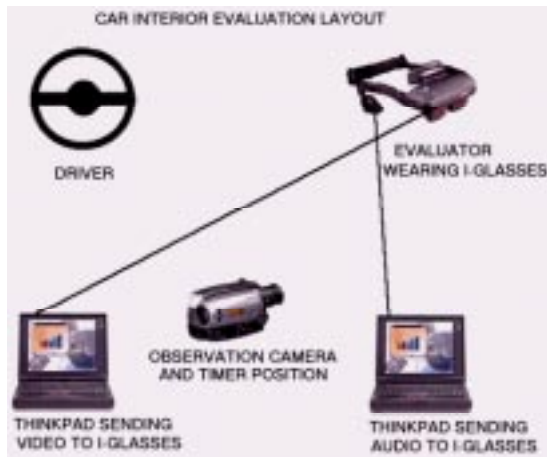 CAR INTERIOR EVALUATION LAYOUT
DRIVER
EVALUATOR
WEARING I-GLASSES
OBSERVATION CAMERA
AND TIMER POSITION
THINKPAD SENDING
VIDEO TO I-GLASSES
THINKPAD SENDING
AUDIO TO I-GLASSES